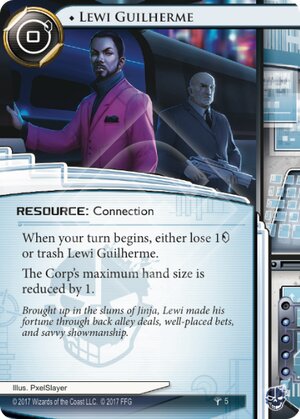 0
♦ LEWI GUILHERME
RESOURCE: Connection
When your turn begins, either lose 1
or trash Lewi Guilherme.
The Corp's maximum hand size is
reduced by 1.
Brought up in the slums of Jinja, Lewi made his
fortune through back alley deals, well-placed bets,
and savvy showmanship.
Illus. PxelSlayer
© 2017 Wizards of the Coast LLC. © 2017 FFG
5